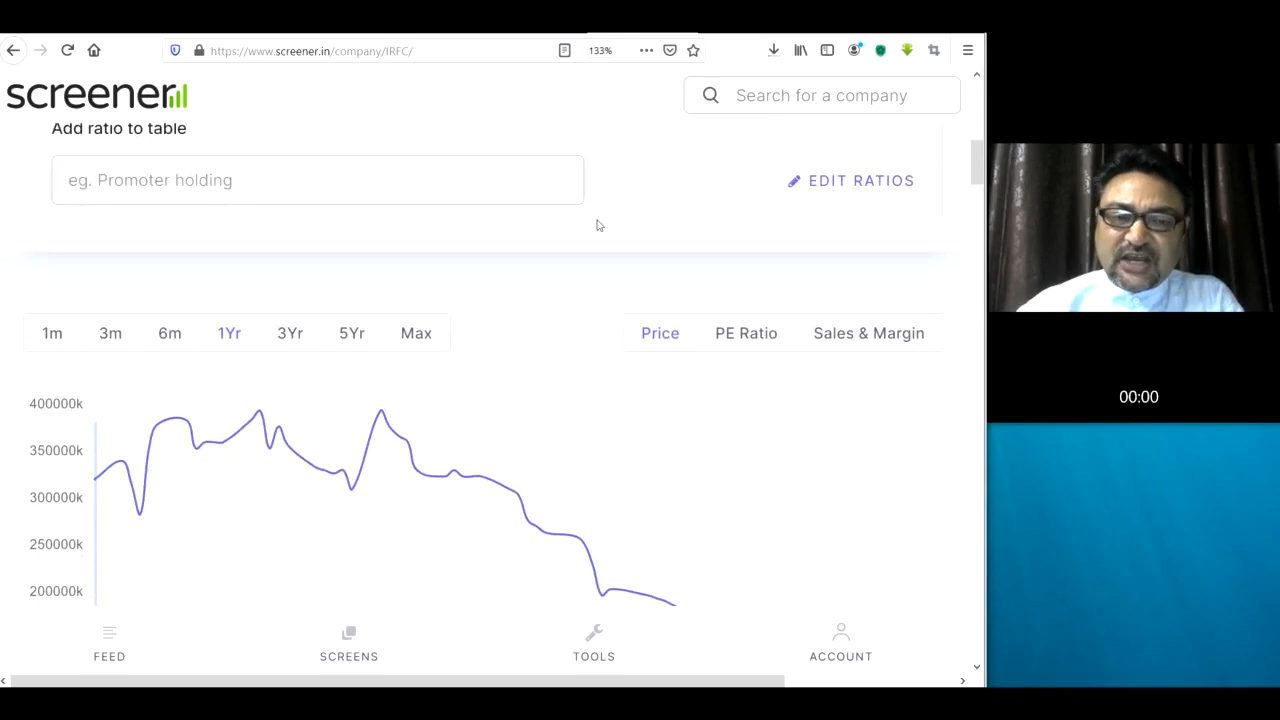 https://www.screener.in/company/IRFC/
133%
screener
Search for a company
Add ratio to table
eg. Promoter holding
EDIT RATIOS
1m 3m 6m 1Yr 3Yr 5Yr Max
Price PE Ratio Sales & Margin
400000k
350000k
300000k
250000k
200000k
FEED SCREENS TOOLS ACCOUNT
00:00